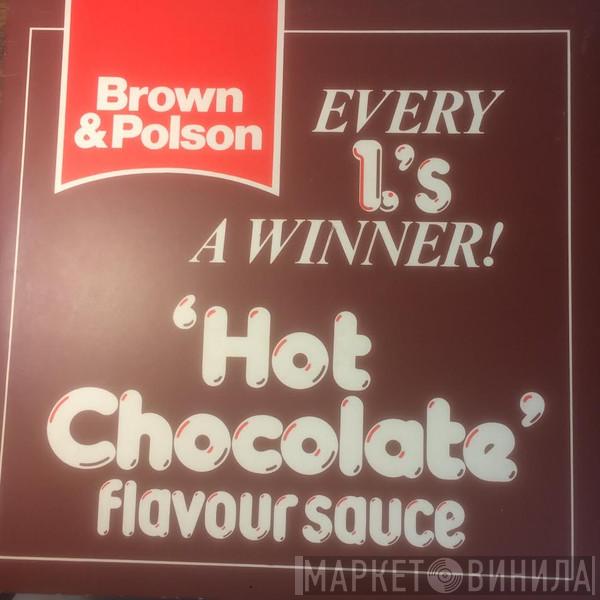 Brown
& Polson
EVERY
1.'s
A WINNER!
'Hot
Chocolate'
flavour sauce
МАРКЕТ ВИНИЛА